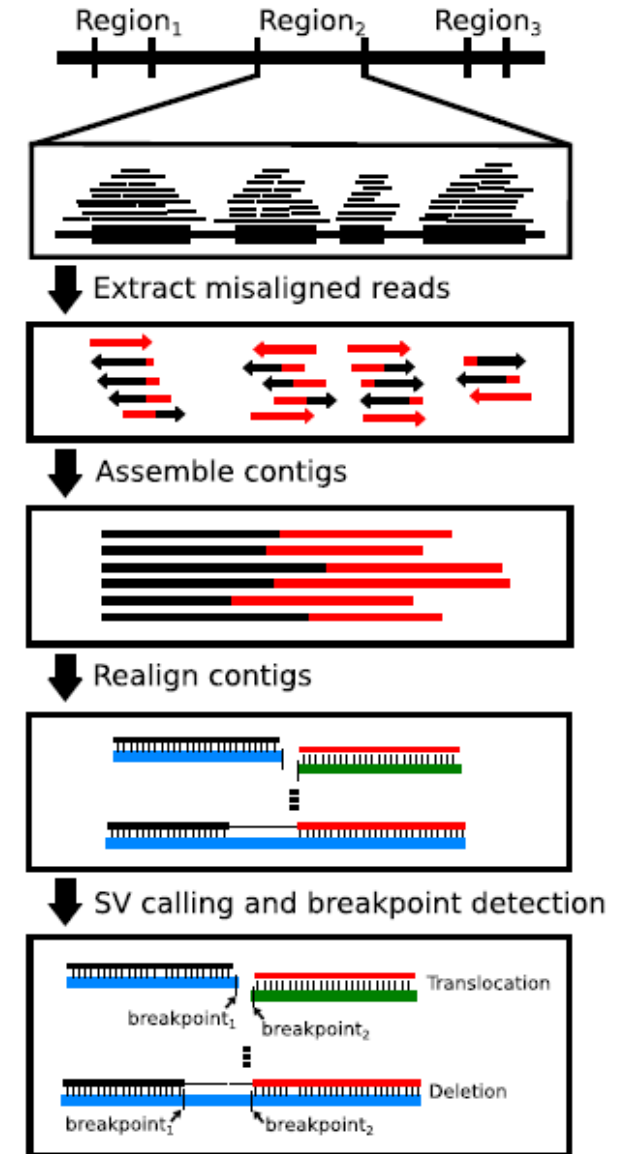 Region₁ Region₂ Region₃
Extract misaligned reads
Assemble contigs
Realign contigs
SV calling and breakpoint detection
Translocation
breakpoint₁ breakpoint₂
Deletion
breakpoint₁ breakpoint₂